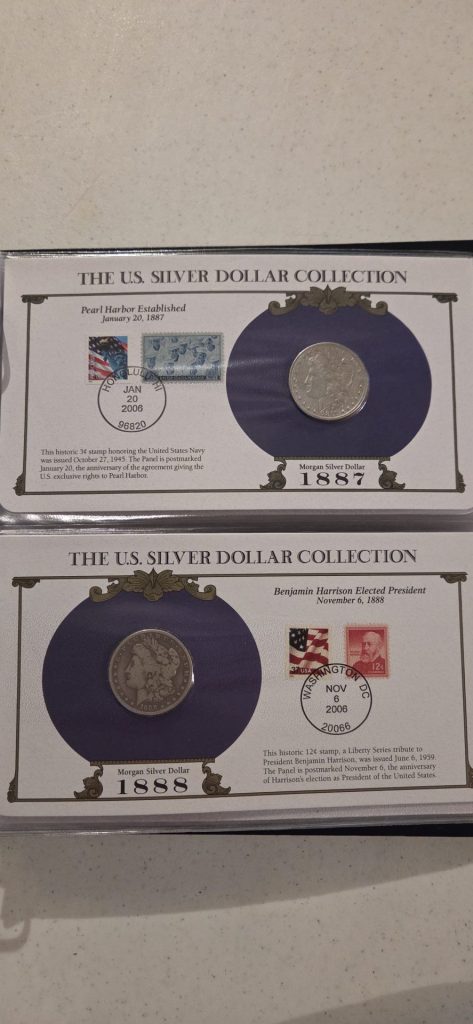 THE U.S. SILVER DOLLAR COLLECTION
Pearl Harbor Established
January 20, 1887
HONOLULU HI
JAN
20
2006
96820
This historic 3¢ stamp honoring the United States Navy
was issued October 27, 1945. The Panel is postmarked
January 20, the anniversary of the agreement giving the
U.S. exclusive rights to Pearl Harbor.
Morgan Silver Dollar
1887
THE U.S. SILVER DOLLAR COLLECTION
Benjamin Harrison Elected President
November 6, 1888
12¢
WASHINGTON DC
NOV
6
2006
20066
This historic 12¢ stamp, a Liberty Series tribute to
President Benjamin Harrison, was issued June 6, 1959.
The Panel is postmarked November 6, the anniversary
of Harrison's election as President of the United States.
1888
Morgan Silver Dollar
1888